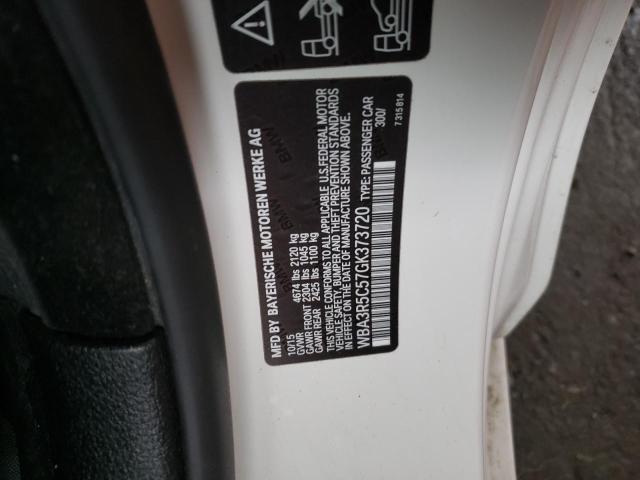 MFD BY BAYERISCHE MOTOREN WERKE AG
10/15
GVWR 4674 lbs 2120 kg
GAWR FRONT 2304 lbs 1045 kg
GAWR REAR 2425 lbs 1100 kg
THIS VEHICLE CONFORMS TO ALL APPLICABLE U.S.FEDERAL MOTOR
VEHICLE SAFETY, BUMPER AND THEFT PREVENTION STANDARDS
IN EFFECT ON THE DATE OF MANUFACTURE SHOWN ABOVE.
WBA3R5C57GK373720 TYPE: PASSENGER CAR
300/
7 315 814